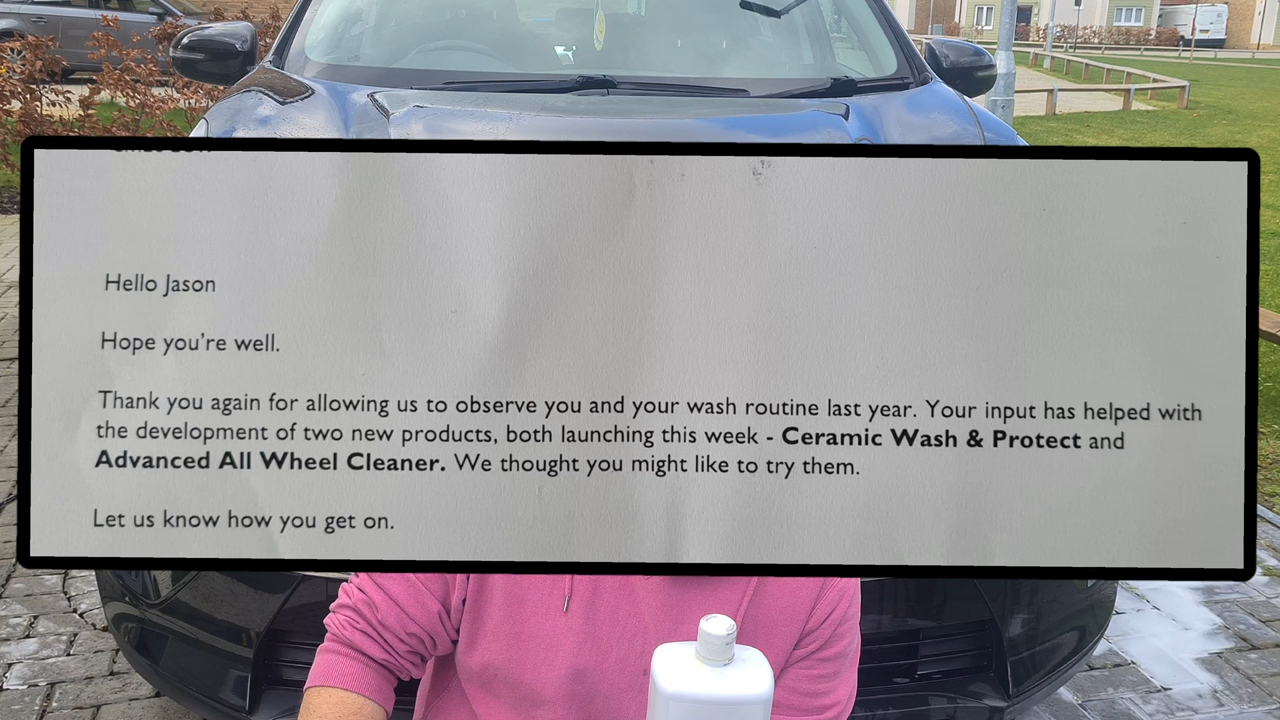 Hello Jason
Hope you're well.
Thank you again for allowing us to observe you and your wash routine last year. Your input has helped with
the development of two new products, both launching this week - Ceramic Wash & Protect and
Advanced All Wheel Cleaner. We thought you might like to try them.
Let us know how you get on.